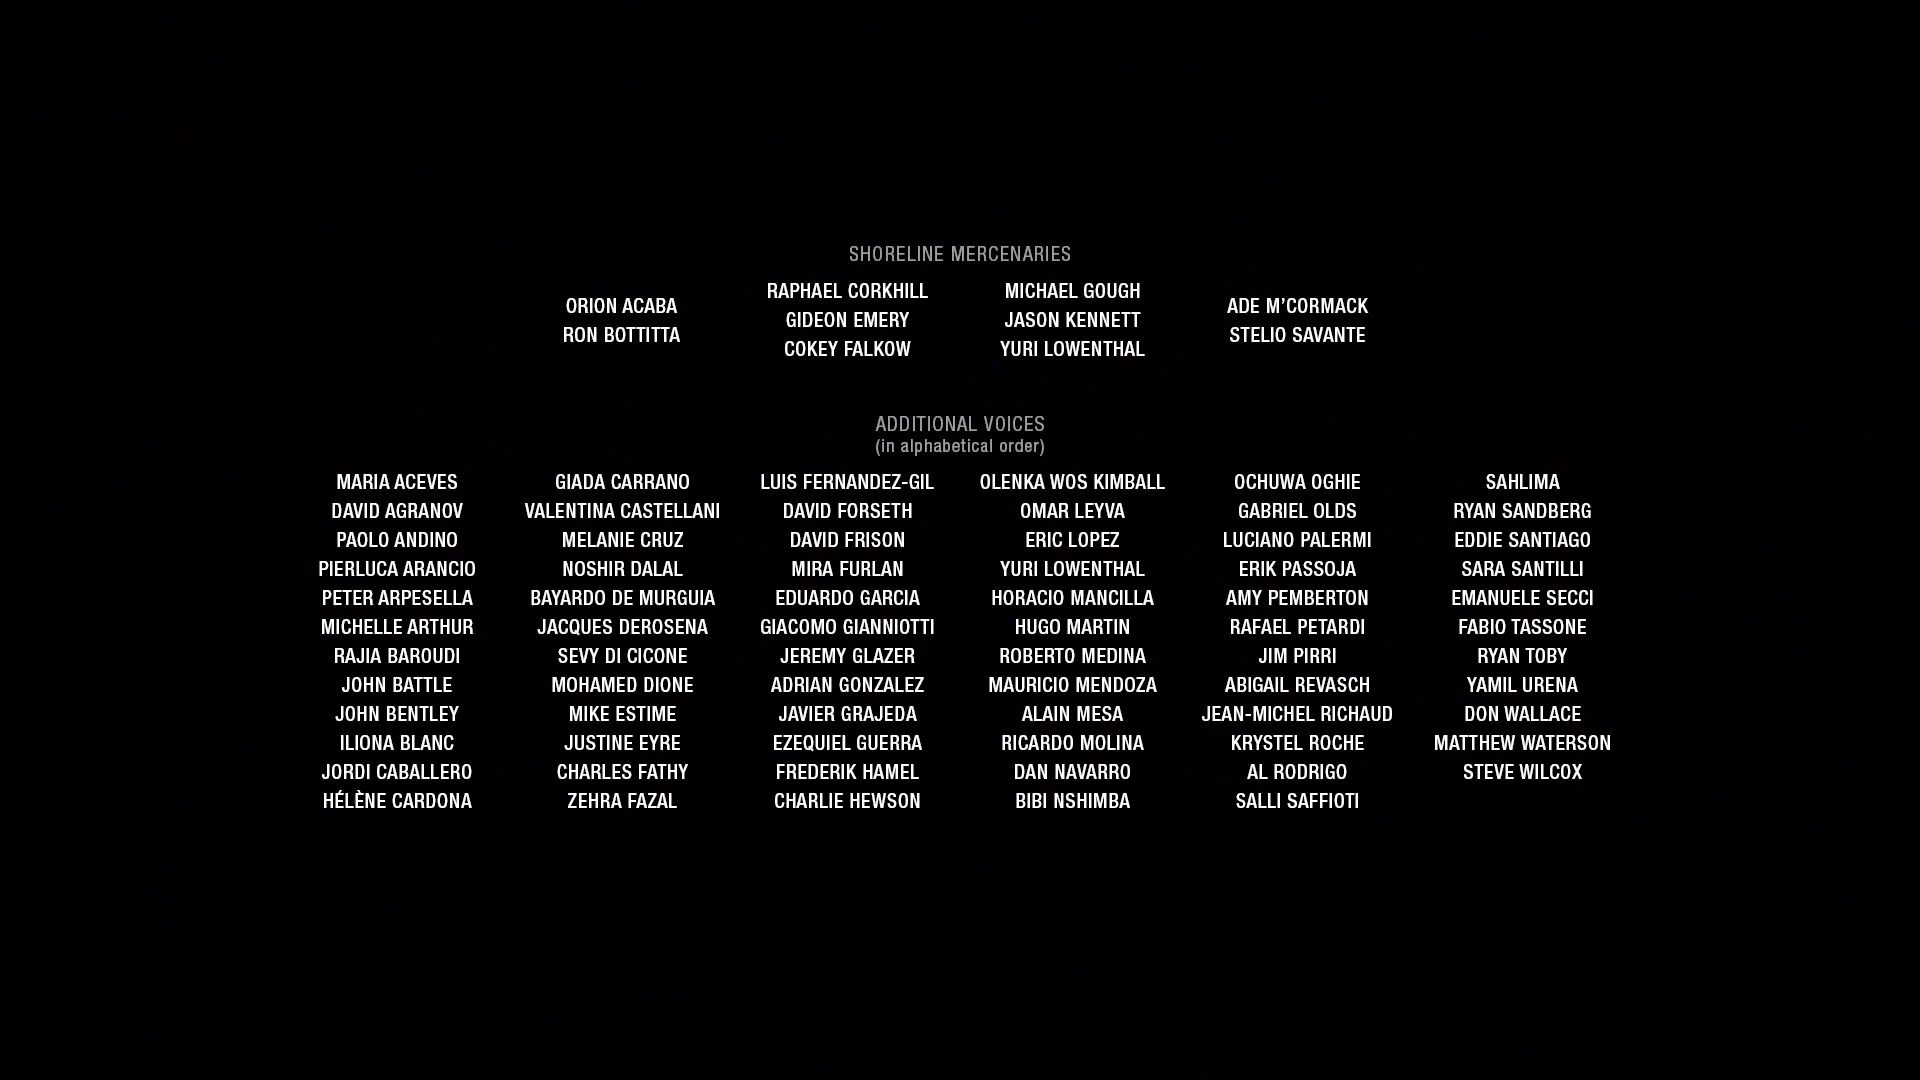 SHORELINE MERCENARIES
ORION ACABA
RON BOTTITTA
RAPHAEL CORKHILL
GIDEON EMERY
COKEY FALKOW
MICHAEL GOUGH
JASON KENNETT
YURI LOWENTHAL
ADE M’CORMACK
STELIO SAVANTE
ADDITIONAL VOICES
(in alphabetical order)
MARIA ACEVES
DAVID AGRANOV
PAOLO ANDINO
PIERLUCA ARANCIO
PETER ARPESELLA
MICHELLE ARTHUR
RAJIA BAROUDI
JOHN BATTLE
JOHN BENTLEY
ILIONA BLANC
JORDI CABALLERO
HÉLÈNE CARDONA
GIADA CARRANO
VALENTINA CASTELLANI
MELANIE CRUZ
NOSHIR DALAL
BAYARDO DE MURGUIA
JACQUES DEROSENA
SEVY DI CICONE
MOHAMED DIONE
MIKE ESTIME
JUSTINE EYRE
CHARLES FATHY
ZEHRA FAZAL
LUIS FERNANDEZ-GIL
DAVID FORSETH
DAVID FRISON
MIRA FURLAN
EDUARDO GARCIA
GIACOMO GIANNIOTTI
JEREMY GLAZER
ADRIAN GONZALEZ
JAVIER GRAJEDA
EZEQUIEL GUERRA
FREDERIK HAMEL
CHARLIE HEWSON
OLENKA WOS KIMBALL
OMAR LEYVA
ERIC LOPEZ
YURI LOWENTHAL
HORACIO MANCILLA
HUGO MARTIN
ROBERTO MEDINA
MAURICIO MENDOZA
ALAIN MESA
RICARDO MOLINA
DAN NAVARRO
BIBI NSHIMBA
OCHUWA OGHIE
GABRIEL OLDS
LUCIANO PALERMI
ERIK PASSOJA
AMY PEMBERTON
RAFAEL PETARDI
JIM PIRRI
ABIGAIL REVASCH
JEAN-MICHEL RICHAUD
KRYSTEL ROCHE
AL RODRIGO
SALLI SAFFIOTI
SAHLIMA
RYAN SANDBERG
EDDIE SANTIAGO
SARA SANTILLI
EMANUELE SECCI
FABIO TASSONE
RYAN TOBY
YAMIL URENA
DON WALLACE
MATTHEW WATERSON
STEVE WILCOX